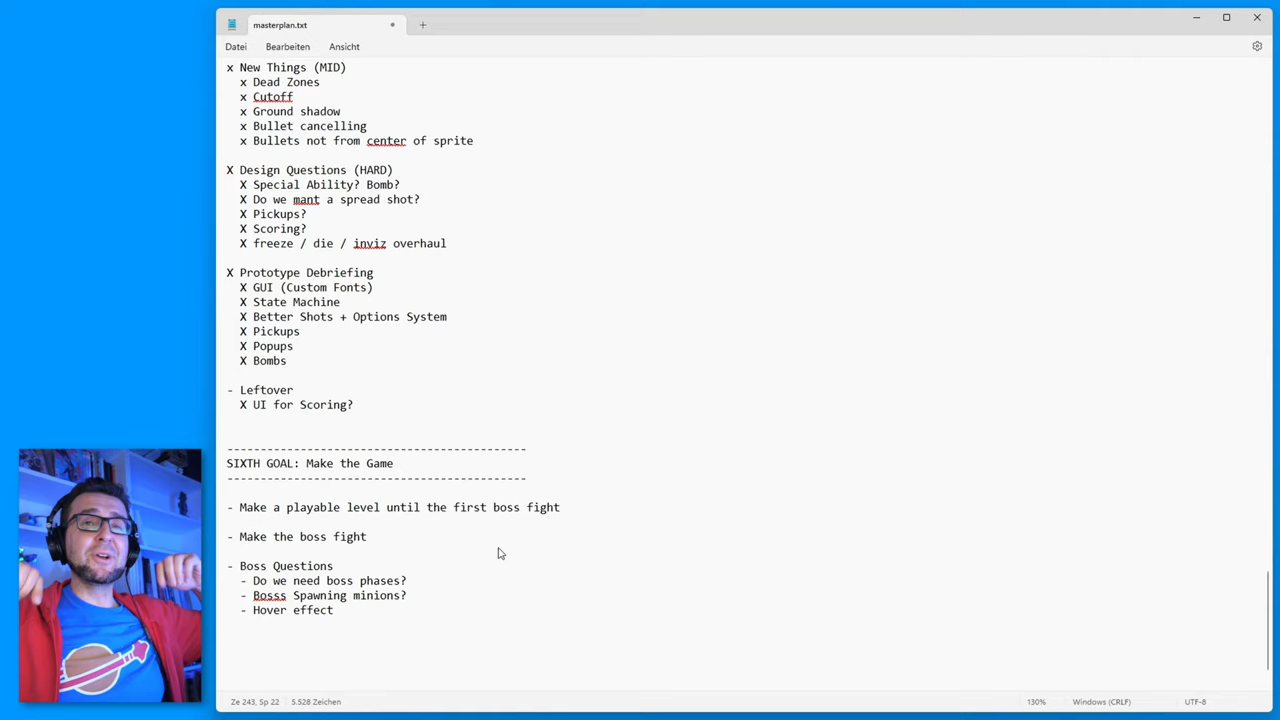 masterplan.txt
Datei Bearbeiten Ansicht
x New Things (MID)
x Dead Zones
x Cutoff
x Ground shadow
x Bullet cancelling
x Bullets not from center of sprite
X Design Questions (HARD)
X Special Ability? Bomb?
X Do we mant a spread shot?
X Pickups?
X Scoring?
X freeze / die / inviz overhaul
X Prototype Debriefing
X GUI (Custom Fonts)
X State Machine
X Better Shots + Options System
X Pickups
X Popups
X Bombs
- Leftover
X UI for Scoring?
---------------------------------------------
SIXTH GOAL: Make the Game
---------------------------------------------
- Make a playable level until the first boss fight
- Make the boss fight
- Boss Questions
- Do we need boss phases?
- Bosss Spawning minions?
- Hover effect
Ze 243, Sp 22 5.528 Zeichen 130% Windows (CRLF) UTF-8